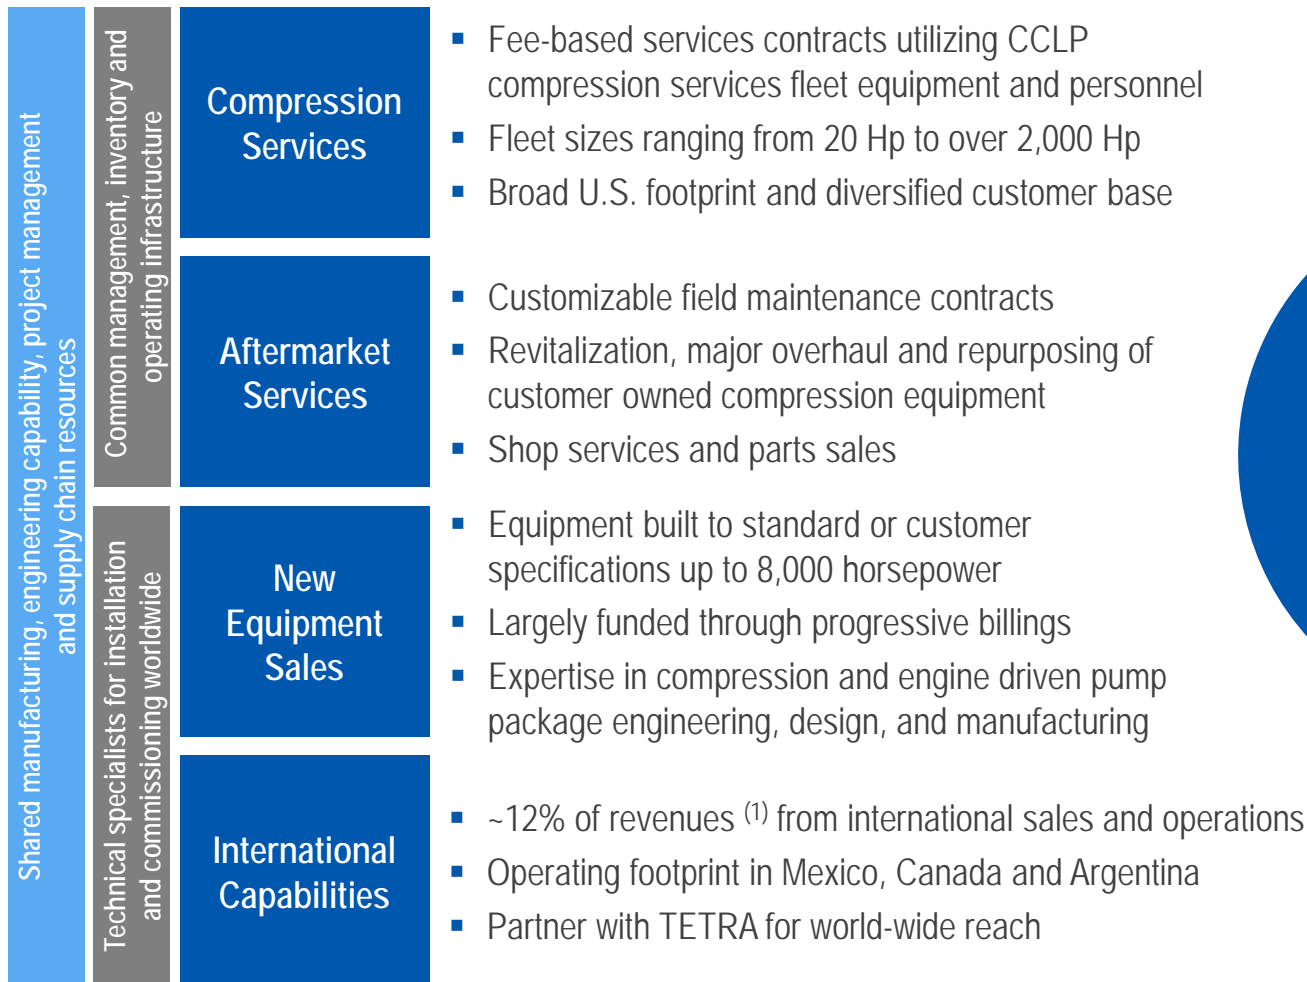 Shared manufacturing, engineering capability, project management
and supply chain resources
Common management, inventory and
operating infrastructure
Technical specialists for installation
and commissioning worldwide
Compression
Services
▪ Fee-based services contracts utilizing CCLP
compression services fleet equipment and personnel
▪ Fleet sizes ranging from 20 Hp to over 2,000 Hp
▪ Broad U.S. footprint and diversified customer base
Aftermarket
Services
▪ Customizable field maintenance contracts
▪ Revitalization, major overhaul and repurposing of
customer owned compression equipment
▪ Shop services and parts sales
New
Equipment
Sales
▪ Equipment built to standard or customer
specifications up to 8,000 horsepower
▪ Largely funded through progressive billings
▪ Expertise in compression and engine driven pump
package engineering, design, and manufacturing
International
Capabilities
▪ ~12% of revenues (1) from international sales and operations
▪ Operating footprint in Mexico, Canada and Argentina
▪ Partner with TETRA for world-wide reach